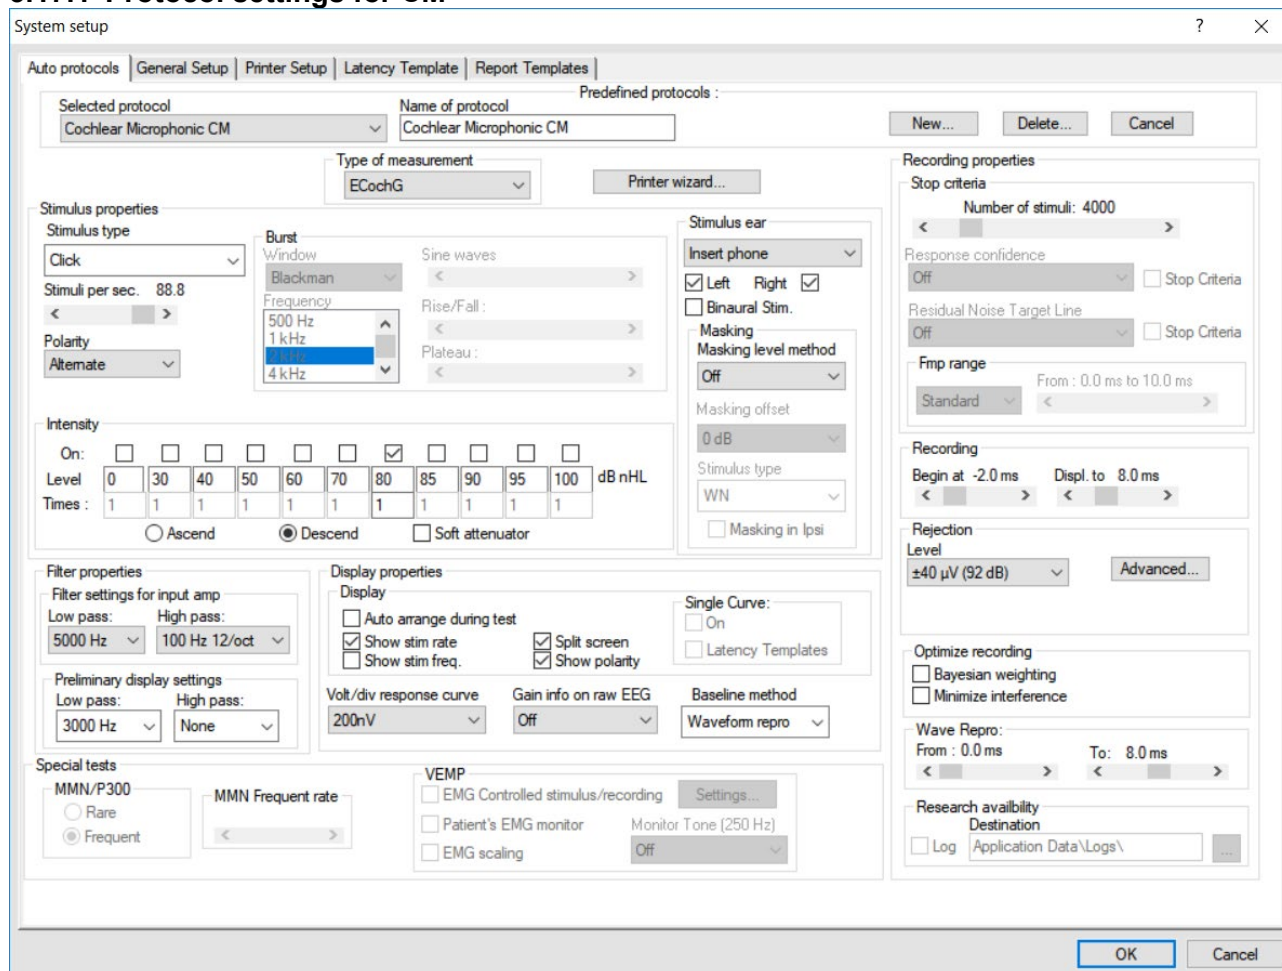 Protocol settings for CM
System setup
?
Auto protocols General Setup Printer Setup Latency Template Report Templates
Predefined protocols :
Selected protocol Name of protocol
Cochlear Microphonic CM Cochlear Microphonic CM New... Delete... Cancel
Type of measurement
ECochG Printer wizard...
Stimulus properties
Stimulus type
Click
Stimuli per sec. 88.8
Polarity
Alternate
Burst
Window Sine waves
Blackman
Frequency Rise/Fall :
500 Hz
1 kHz
2 kHz Plateau :
4 kHz
Stimulus ear
Insert phone
Left Right
Binaural Stim.
Masking
Masking level method
Off
Masking offset
0 dB
Stimulus type
WN
Masking in Ipsi
Intensity
On:
Level 0 30 40 50 60 70 80 85 90 95 100 dB nHL
Times : 1 1 1 1 1 1 1 1 1 1 1
Ascend Descend Soft attenuator
Filter properties
Filter settings for input amp
Low pass: High pass:
5000 Hz 100 Hz 12/oct
Preliminary display settings
Low pass: High pass:
3000 Hz None
Display properties
Display
Auto arrange during test
Show stim rate Split screen
Show stim freq. Show polarity
Single Curve:
On
Latency Templates
Volt/div response curve Gain info on raw EEG Baseline method
200nV Off Waveform repro
Special tests
MMN/P300
Rare
Frequent
MMN Frequent rate
VEMP
EMG Controlled stimulus/recording Settings...
Patient's EMG monitor Monitor Tone (250 Hz)
EMG scaling Off
Recording properties
Stop criteria
Number of stimuli: 4000
Response confidence
Off Stop Criteria
Residual Noise Target Line
Off Stop Criteria
Fmp range
From : 0.0 ms to 10.0 ms
Standard
Recording
Begin at -2.0 ms Displ. to 8.0 ms
Rejection
Level
±40 µV (92 dB) Advanced...
Optimize recording
Bayesian weighting
Minimize interference
Wave Repro:
From : 0.0 ms To: 8.0 ms
Research availbility
Destination
Log Application Data\Logs\ ...
OK Cancel